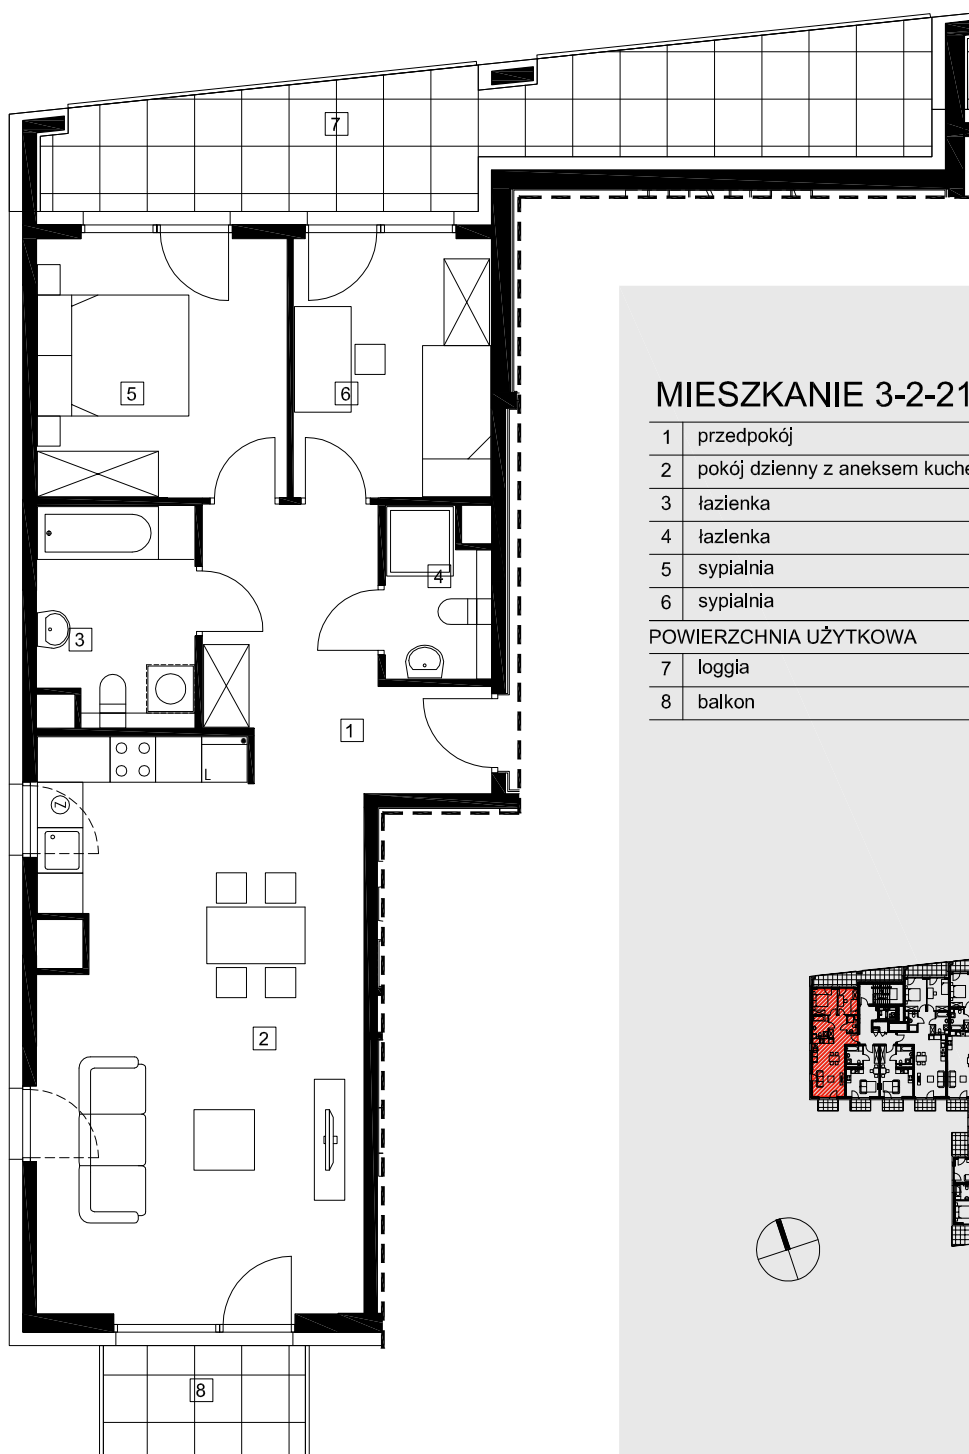 7
5
6
4
3
1
L
Z
2
8
MIESZKANIE 3-2-21
1 przedpokój
2 pokój dzienny z aneksem kuche
3 łazienka
4 łazienka
5 sypialnia
6 sypialnia
POWIERZCHNIA UŻYTKOWA
7 loggia
8 balkon